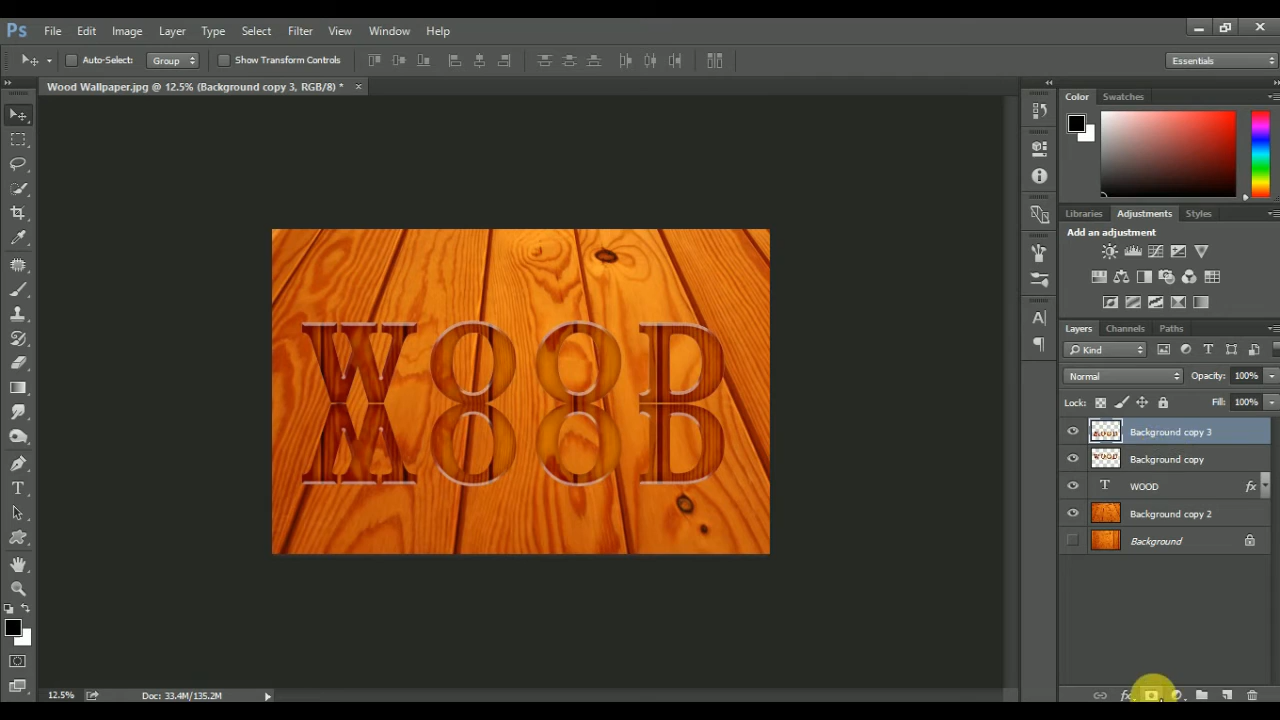 Ps File Edit Image Layer Type Select Filter View Window Help
Auto-Select: Group Show Transform Controls Essentials
Wood Wallpaper.jpg @ 12.5% (Background copy 3, RGB/8) *
Color Swatches
Libraries Adjustments Styles
Add an adjustment
WOOD
Layers Channels Paths
Kind
Normal Opacity: 100%
Lock: Fill: 100%
Background copy 3
Background copy
T WOOD fx
Background copy 2
Background
12.5% Doc: 33.4M/135.2M fx